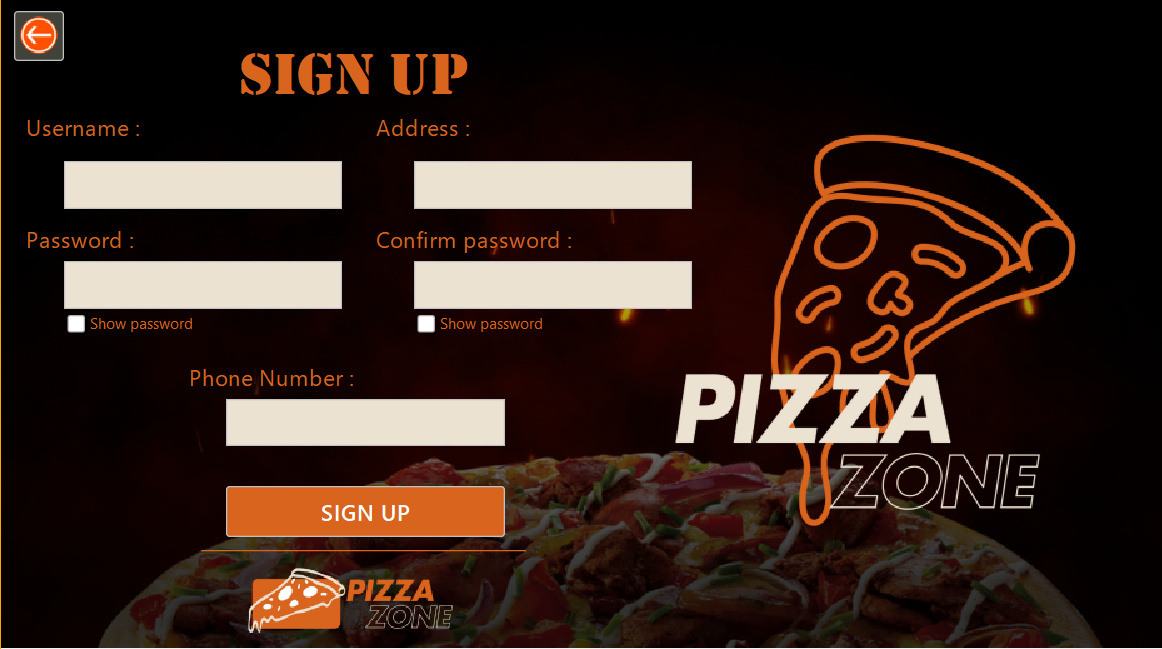 SIGN UP
Username :
Address :
Password :
Confirm password :
Show password
Show password
Phone Number :
SIGN UP
PIZZA
ZONE
PIZZA
ZONE